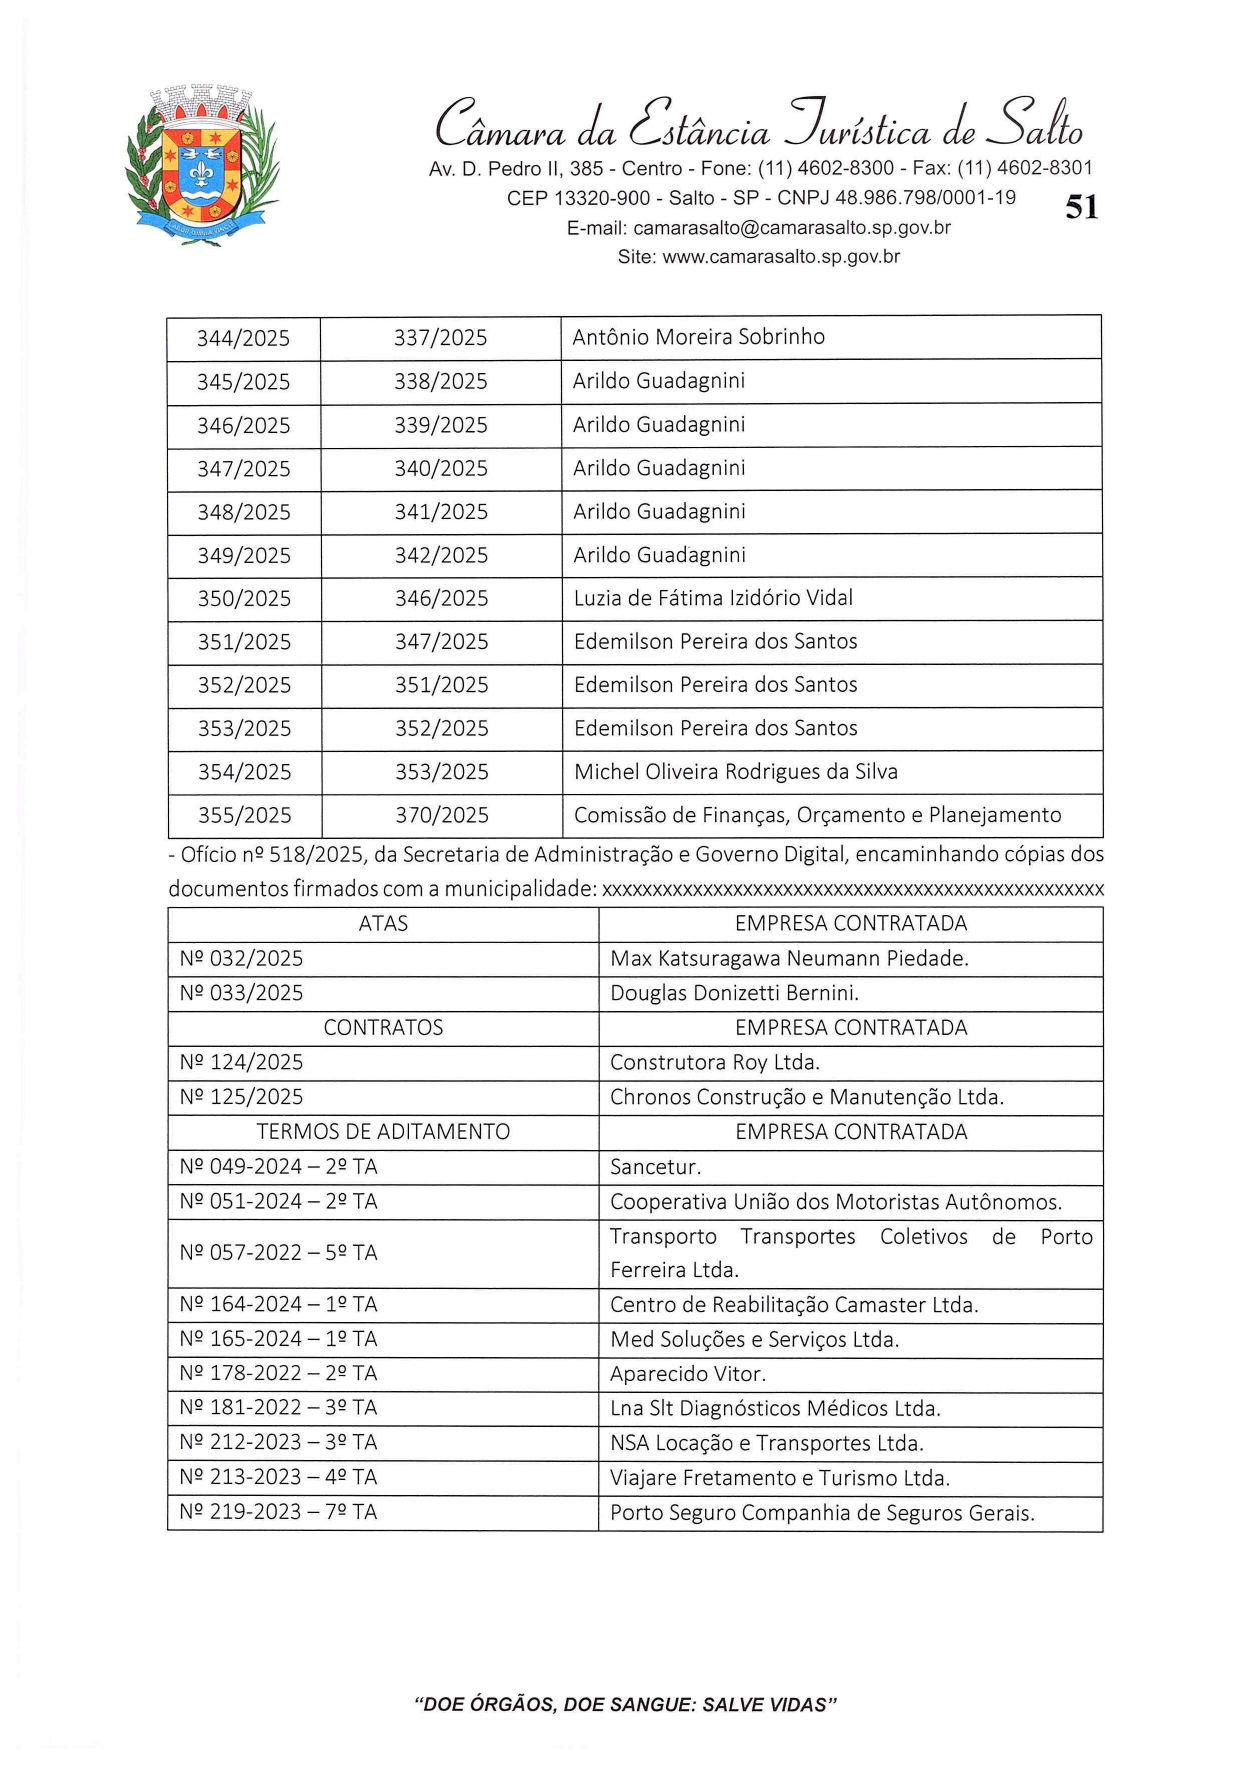 Câmara da Estância Turística de Salto
Av. D. Pedro II, 385 - Centro - Fone: (11) 4602-8300 - Fax: (11) 4602-8301
CEP 13320-900 - Salto - SP - CNPJ 48.986.798/0001-19
51
E-mail: camarasalto@camarasalto.sp.gov.br
Site: www.camarasalto.sp.gov.br
344/2025 337/2025 Antônio Moreira Sobrinho
345/2025 338/2025 Arildo Guadagnini
346/2025 339/2025 Arildo Guadagnini
347/2025 340/2025 Arildo Guadagnini
348/2025 341/2025 Arildo Guadagnini
349/2025 342/2025 Arildo Guadagnini
350/2025 346/2025 Luzia de Fátima Izidório Vidal
351/2025 347/2025 Edemilson Pereira dos Santos
352/2025 351/2025 Edemilson Pereira dos Santos
353/2025 352/2025 Edemilson Pereira dos Santos
354/2025 353/2025 Michel Oliveira Rodrigues da Silva
355/2025 370/2025 Comissão de Finanças, Orçamento e Planejamento
- Ofício nº 518/2025, da Secretaria de Administração e Governo Digital, encaminhando cópias dos
documentos firmados com a municipalidade: xxxxxxxxxxxxxxxxxxxxxxxxxxxxxxxxxxxxxxxxxxxxxxxxxx
ATAS EMPRESA CONTRATADA
Nº 032/2025 Max Katsuragawa Neumann Piedade.
Nº 033/2025 Douglas Donizetti Bernini.
CONTRATOS EMPRESA CONTRATADA
Nº 124/2025 Construtora Roy Ltda.
Nº 125/2025 Chronos Construção e Manutenção Ltda.
TERMOS DE ADITAMENTO EMPRESA CONTRATADA
Nº 049-2024 – 2º TA Sancetur.
Nº 051-2024 – 2º TA Cooperativa União dos Motoristas Autônomos.
Nº 057-2022 – 5º TA Transporto Transportes Coletivos de Porto
Ferreira Ltda.
Nº 164-2024 – 1º TA Centro de Reabilitação Camaster Ltda.
Nº 165-2024 – 1º TA Med Soluções e Serviços Ltda.
Nº 178-2022 – 2º TA Aparecido Vitor.
Nº 181-2022 – 3º TA Lna Slt Diagnósticos Médicos Ltda.
Nº 212-2023 – 3º TA NSA Locação e Transportes Ltda.
Nº 213-2023 – 4º TA Viajare Fretamento e Turismo Ltda.
Nº 219-2023 – 7º TA Porto Seguro Companhia de Seguros Gerais.
“DOE ÓRGÃOS, DOE SANGUE: SALVE VIDAS”